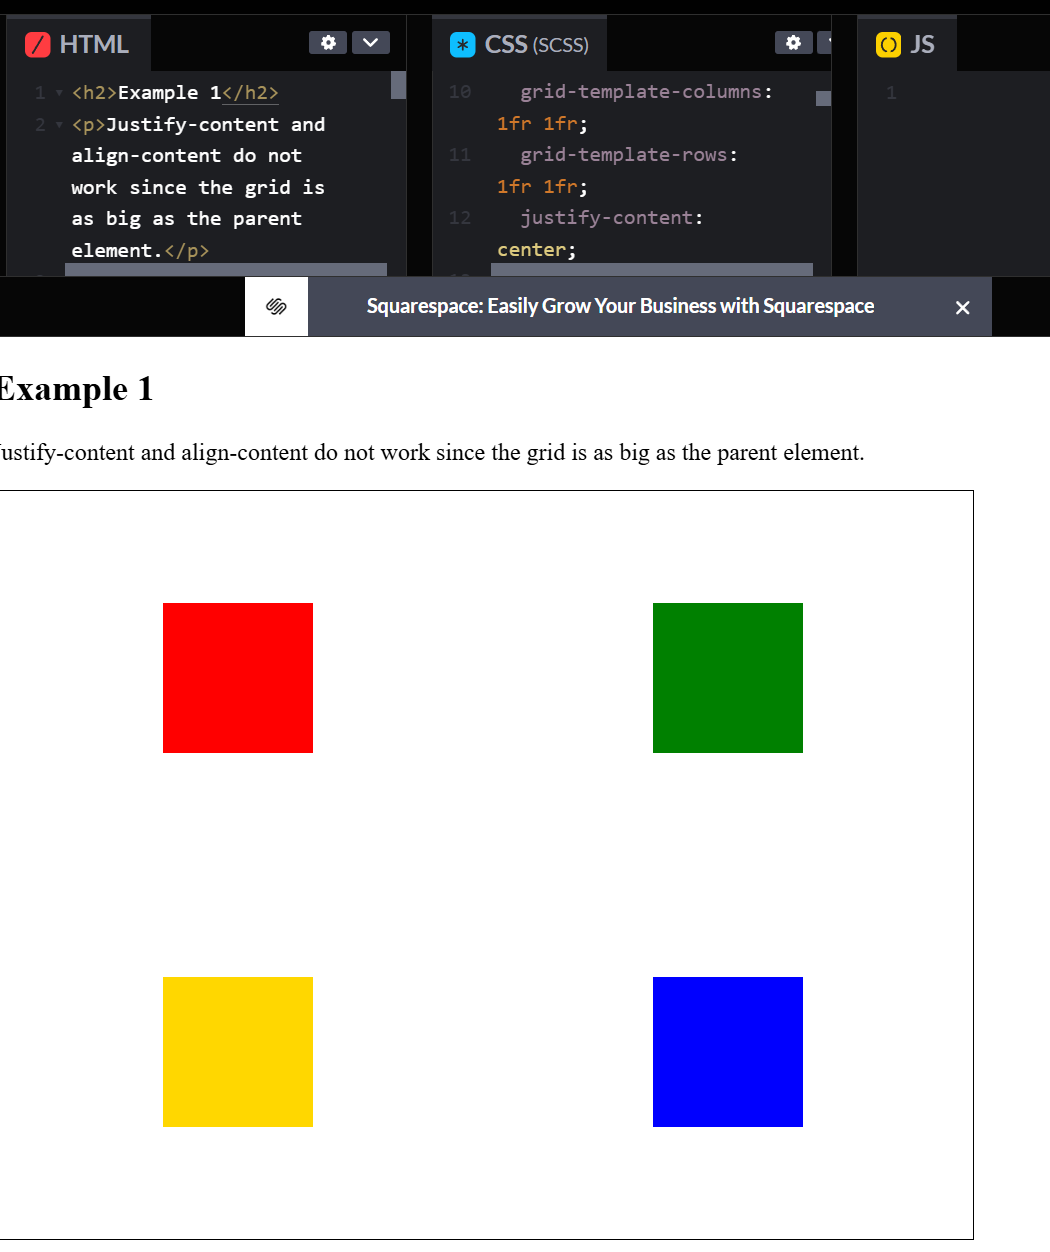 HTML
1 <h2>Example 1</h2>
2 <p>Justify-content and
align-content do not
work since the grid is
as big as the parent
element.</p>
CSS (SCSS)
10 grid-template-columns:
1fr 1fr;
11 grid-template-rows:
1fr 1fr;
12 justify-content:
center;
JS
1
Squarespace: Easily Grow Your Business with Squarespace
Example 1
ustify-content and align-content do not work since the grid is as big as the parent element.